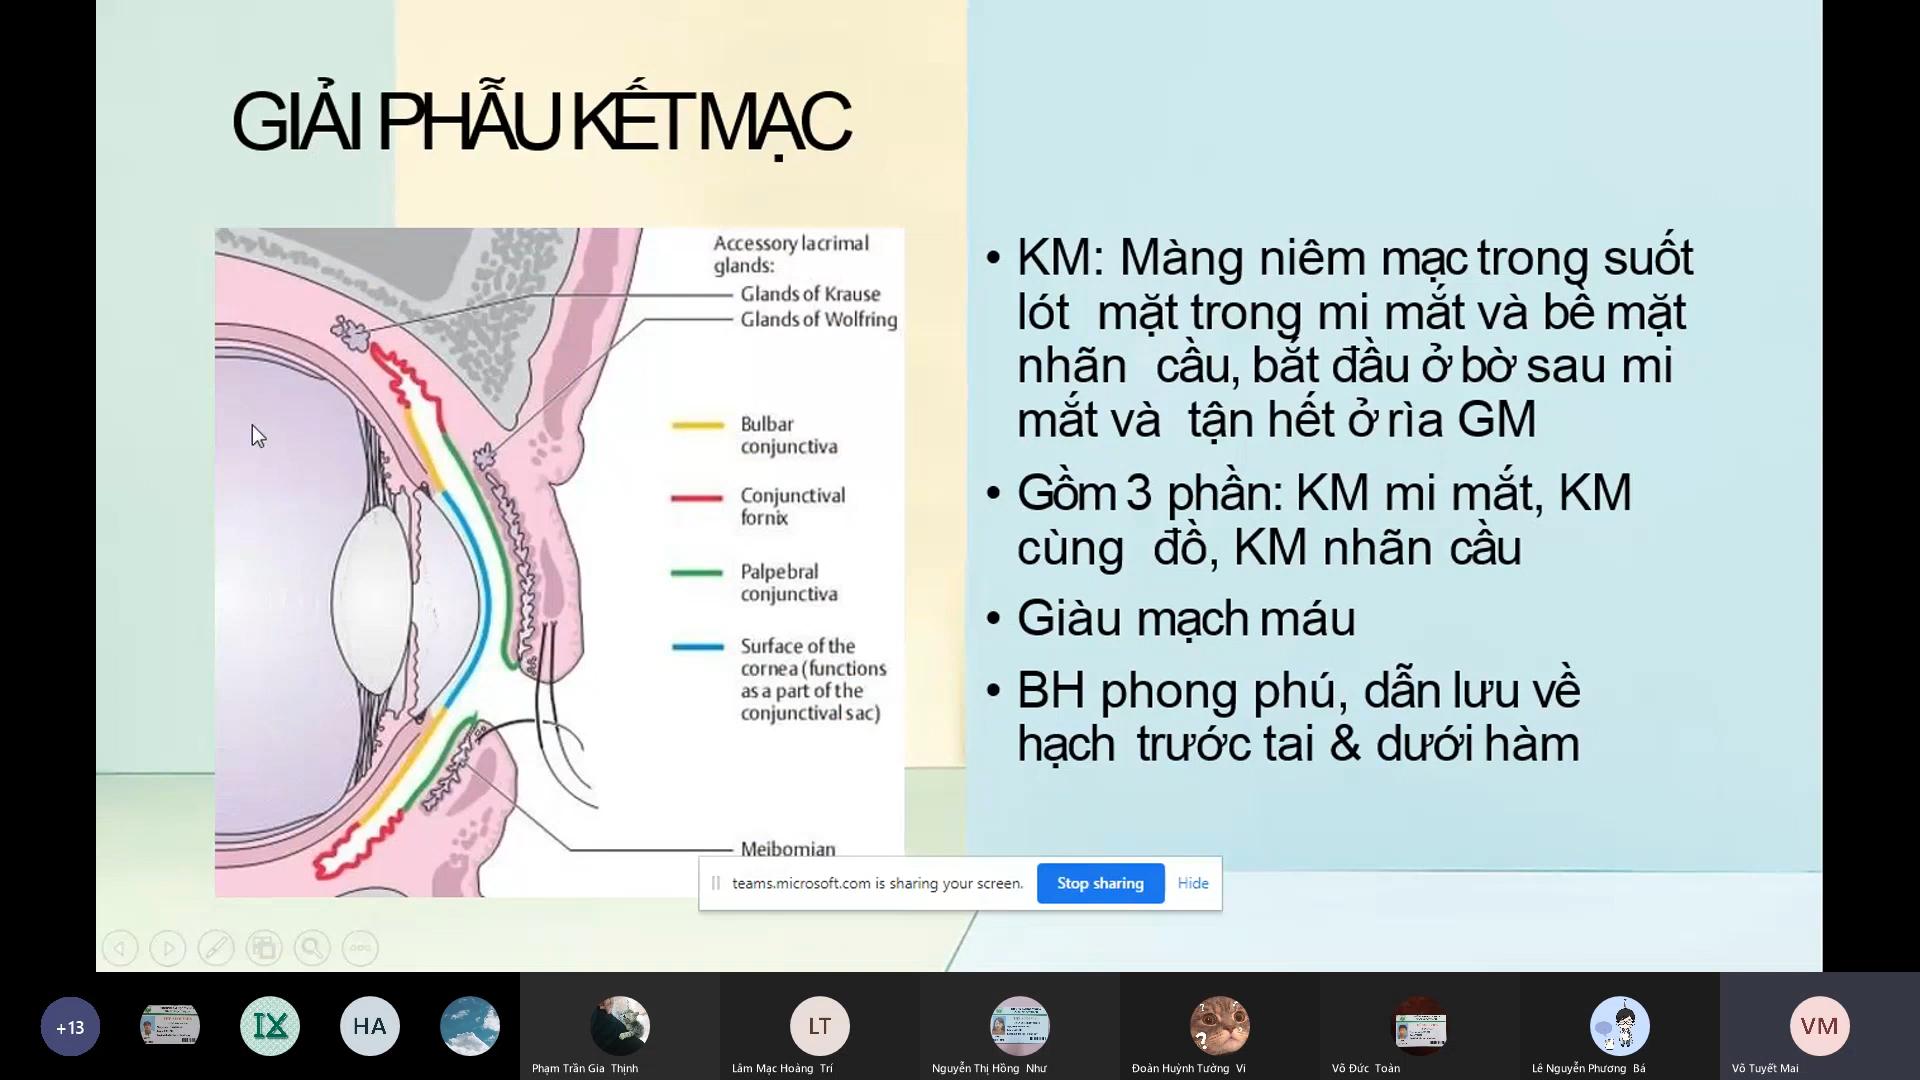 GIẢI PHẪU KẾT MẠC
Accessory lacrimal
glands:
Glands of Krause
Glands of Wolfring
Bulbar
conjunctiva
Conjunctival
fornix
Palpebral
conjunctiva
Surface of the
cornea (functions
as a part of the
conjunctival sac)
Meibomian
• KM: Màng niêm mạc trong suốt
lót mặt trong mi mắt và bề mặt
nhãn cầu, bắt đầu ở bờ sau mi
mắt và tận hết ở rìa GM
• Gồm 3 phần: KM mi mắt, KM
cùng đồ, KM nhãn cầu
• Giàu mạch máu
• BH phong phú, dẫn lưu về
hạch trước tai & dưới hàm
teams.microsoft.com is sharing your screen.
Stop sharing
Hide
+13
IX
HA
Phạm Trần Gia Thịnh
LT
Lâm Mạc Hoàng Trí
Nguyễn Thị Hồng Như
Đoàn Huỳnh Tường Vi
Võ Đức Toàn
Lê Nguyễn Phương Bá
VM
Võ Tuyết Mai